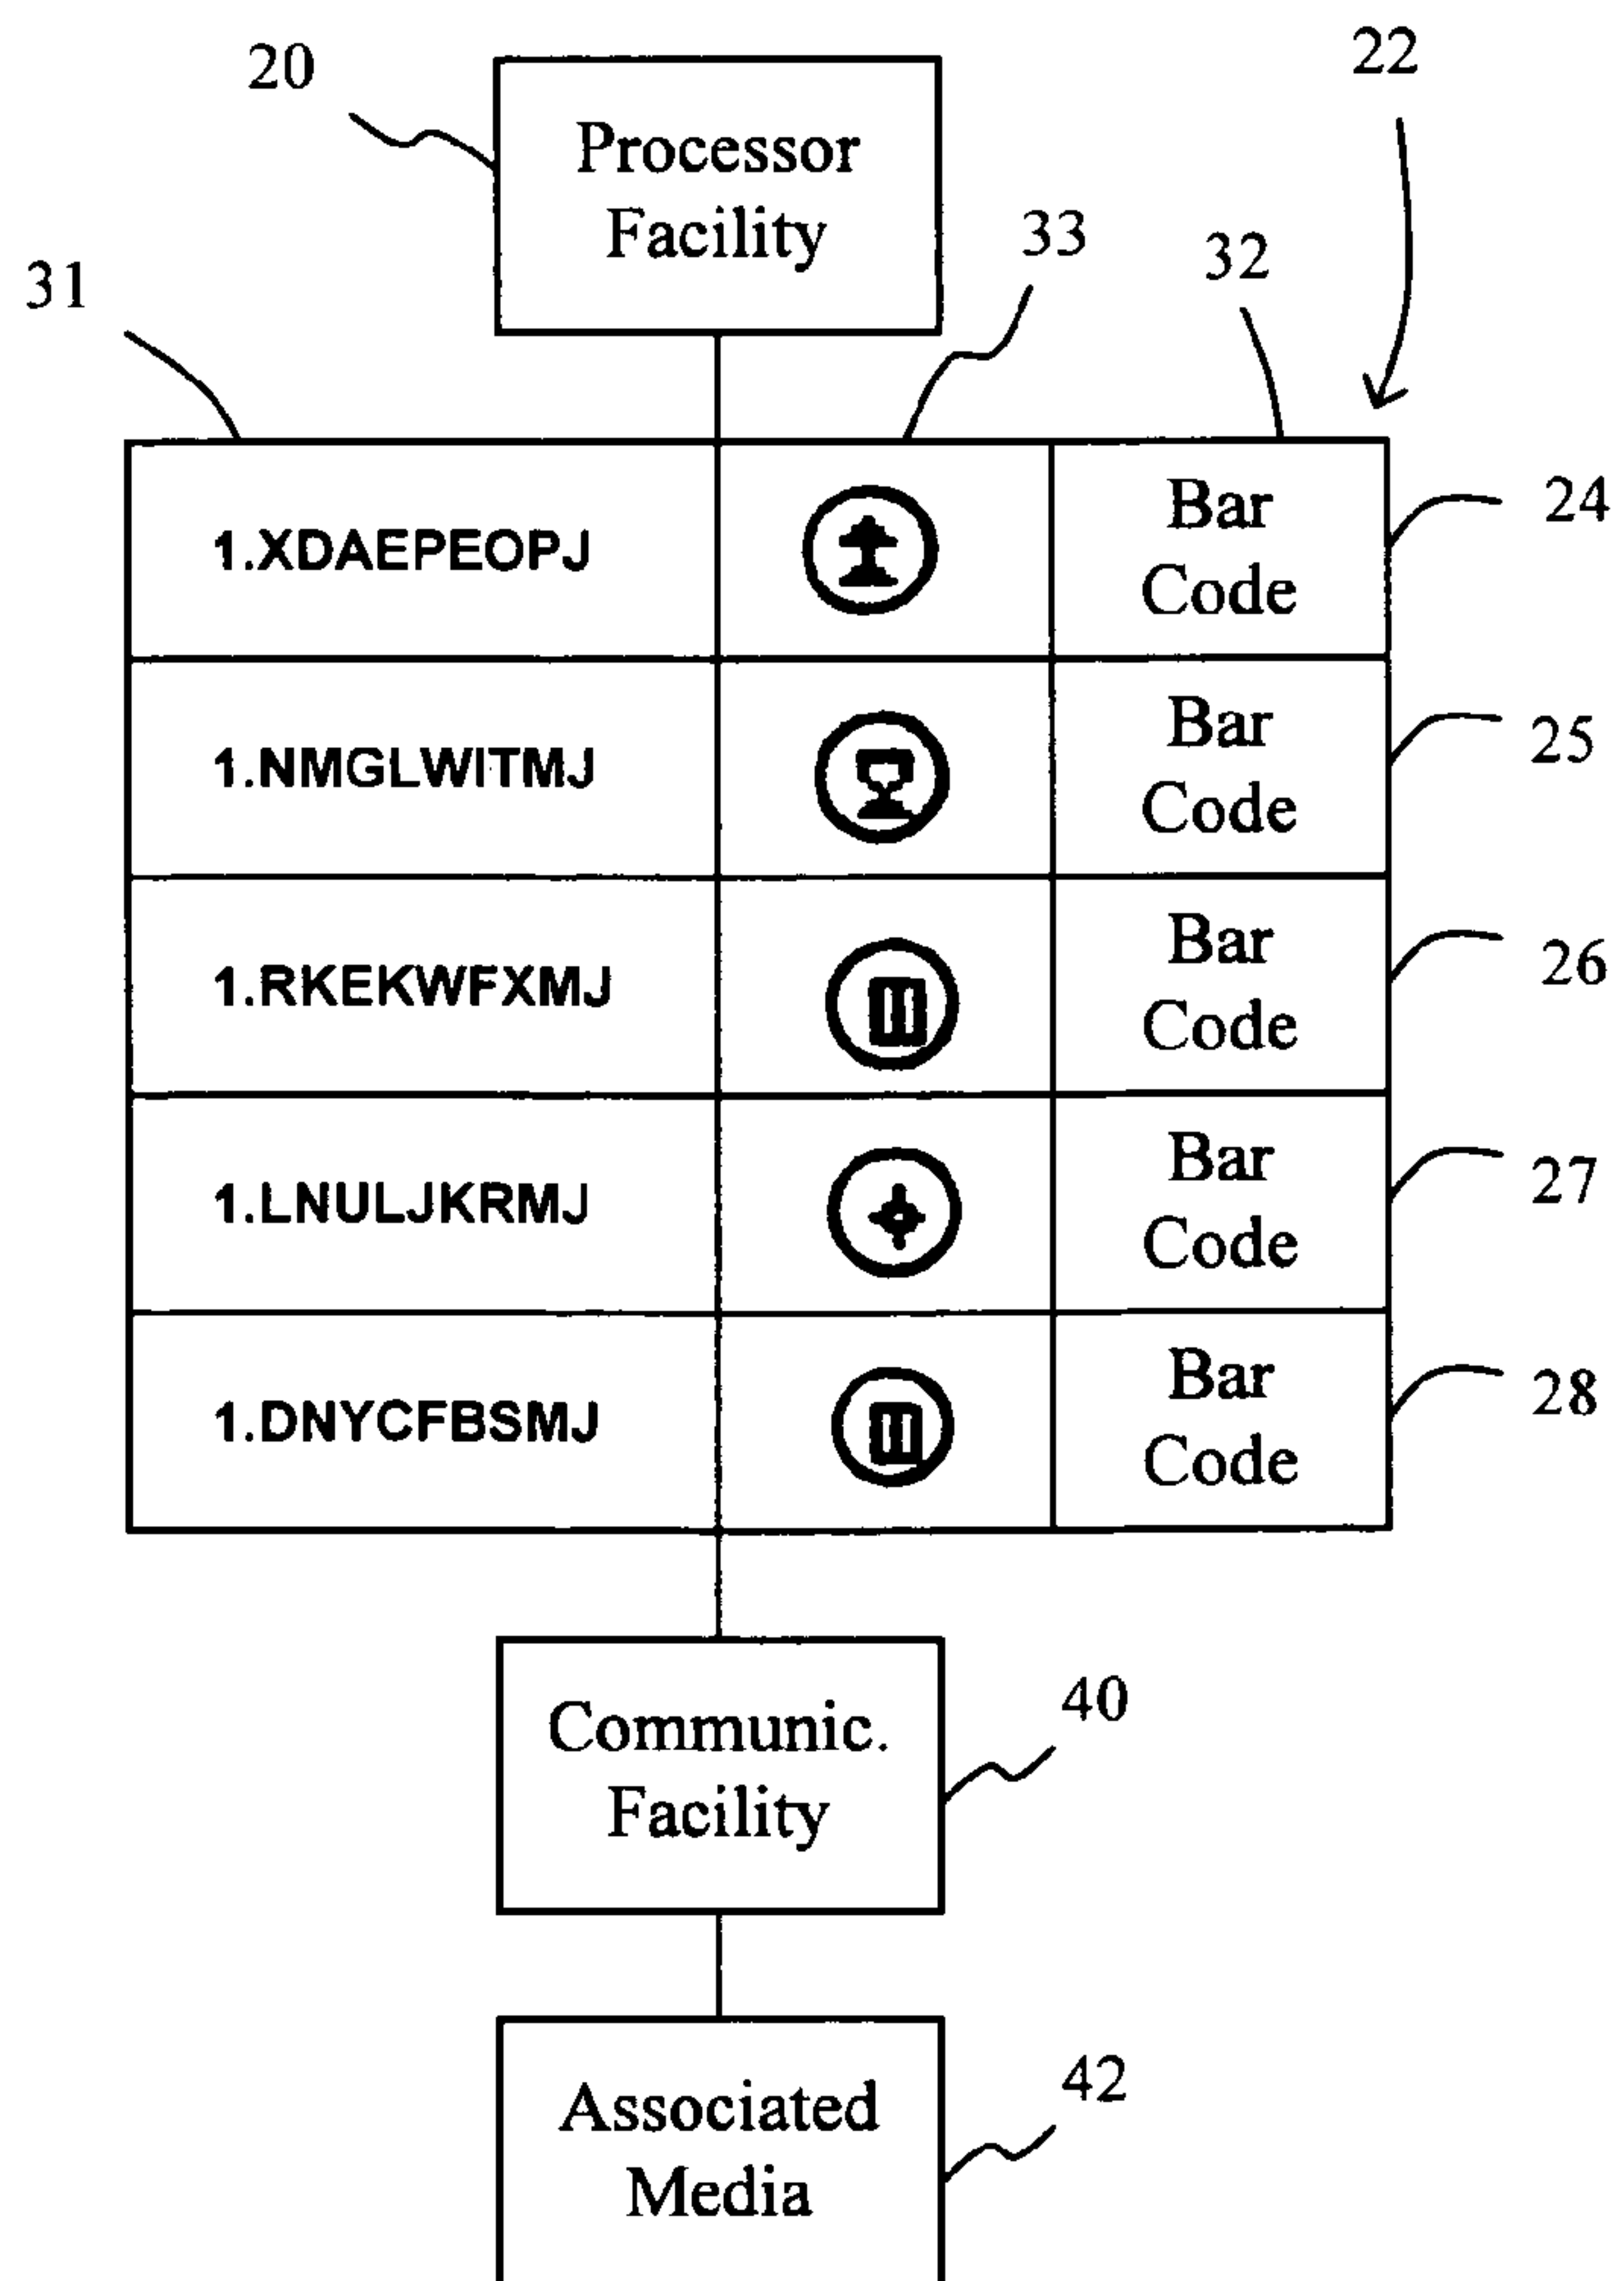 20
22
Processor
Facility
33
32
31
1.XDAEPEOPJ
Bar
Code
24
1.NMGLWITMJ
Bar
Code
25
1.RKEKWFXMJ
Bar
Code
26
1.LNULJKRMJ
Bar
Code
27
1.DNYCFBSMJ
Bar
Code
28
Communic.
Facility
40
Associated
Media
42